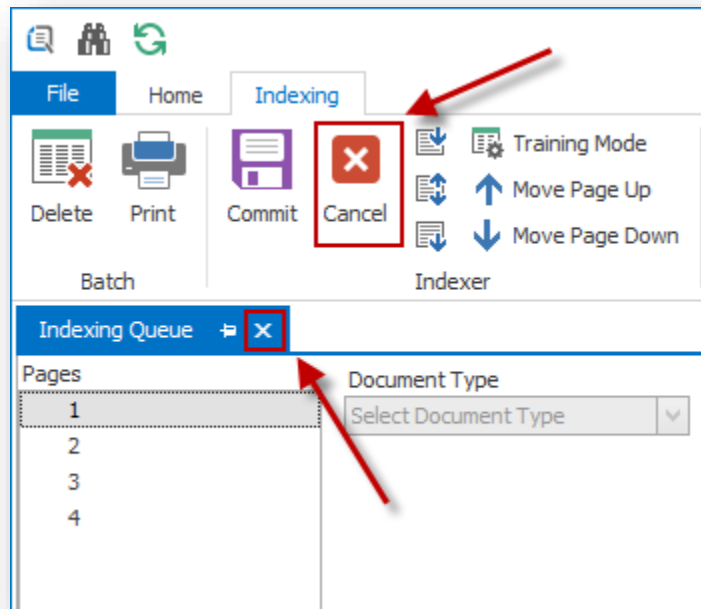 File Home Indexing
Training Mode
Move Page Up
Delete Print Commit Cancel
Move Page Down
Batch Indexer
Indexing Queue
Pages
Document Type
1
Select Document Type
2
3
4